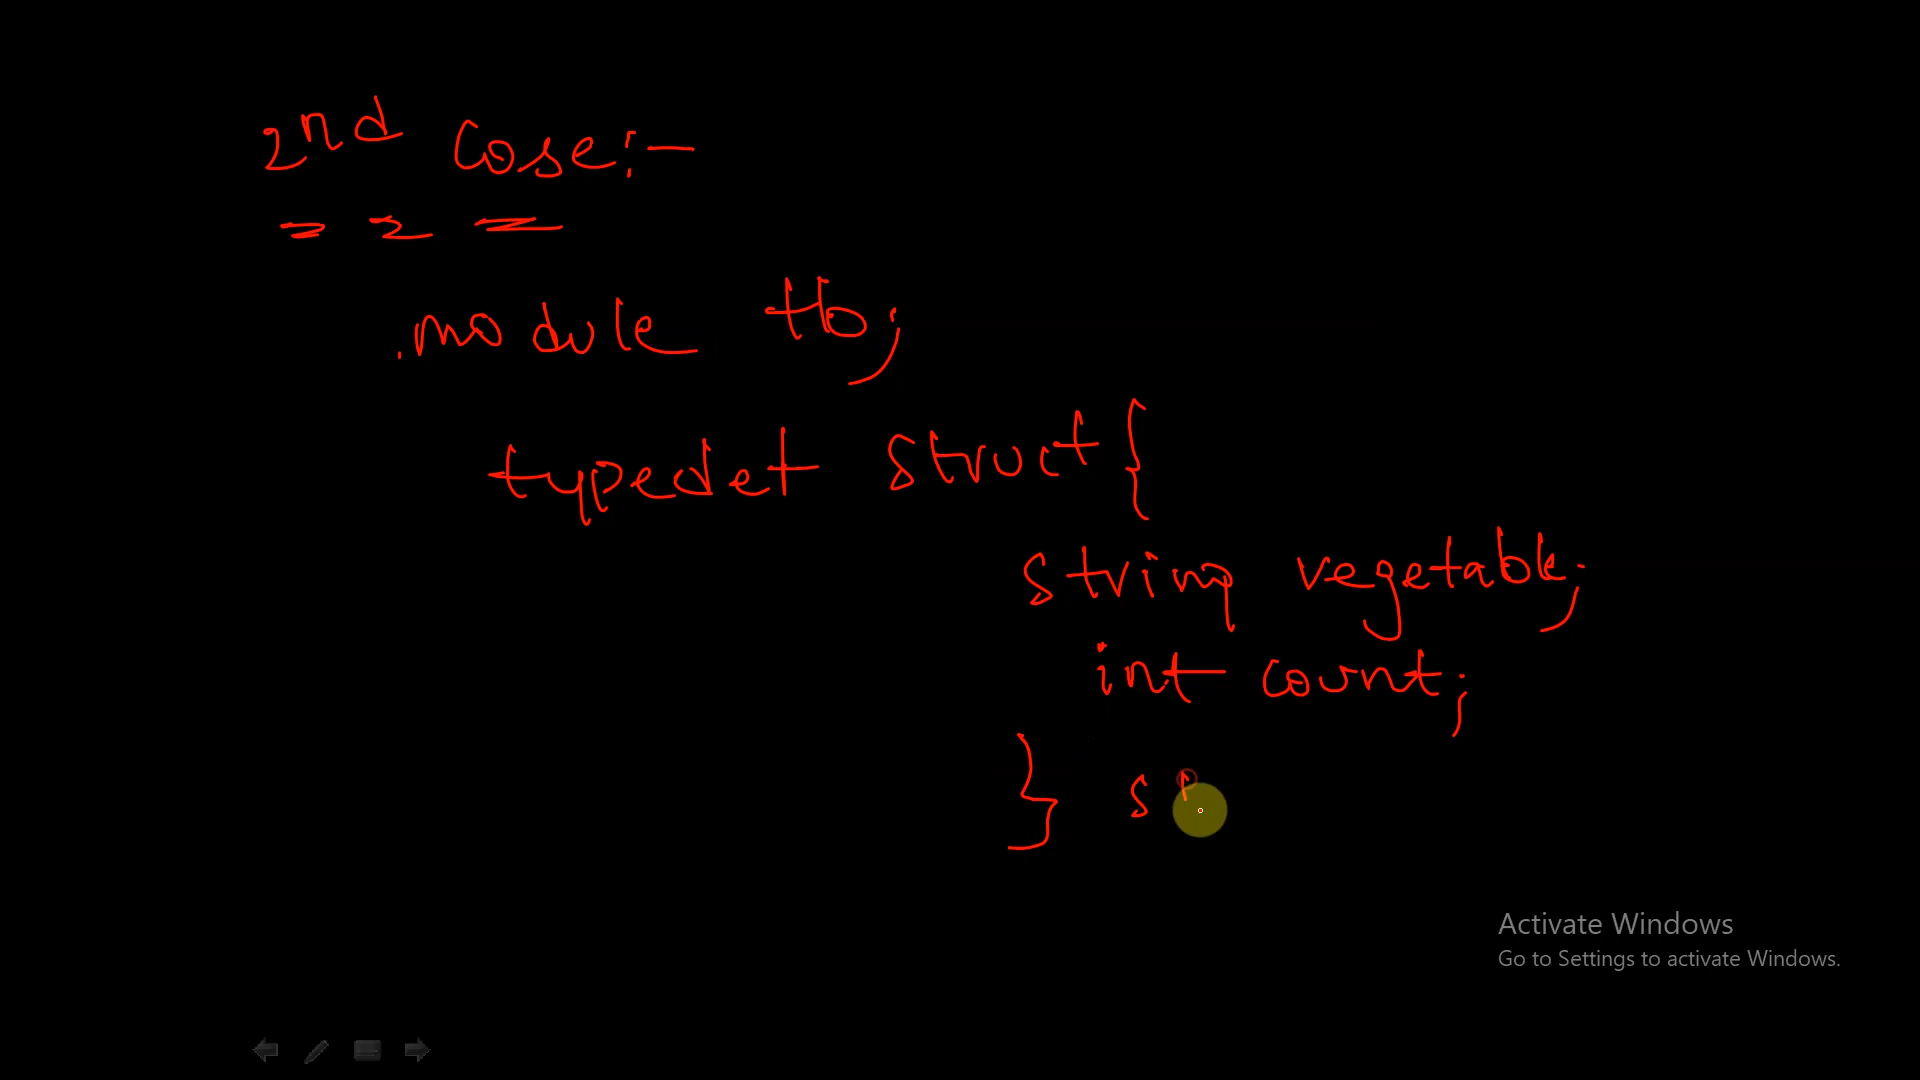 2nd Case:-
module tb;
typedef struct{
string vegetable;
int count;
} s
Activate Windows
Go to Settings to activate Windows.